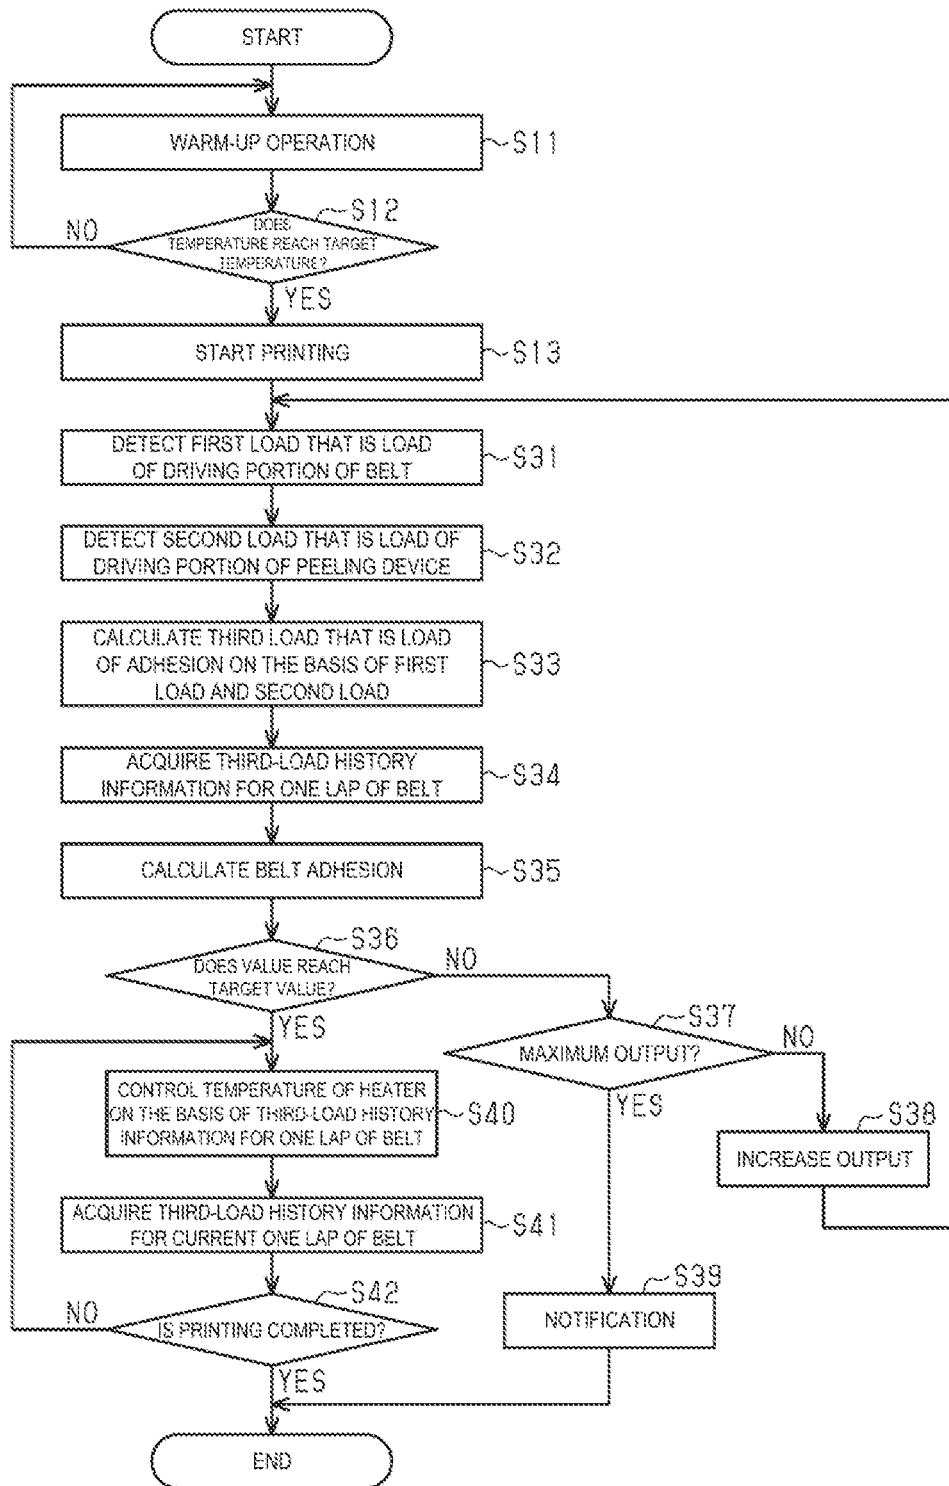 START
WARM-UP OPERATION
S11
S12
DOES
TEMPERATURE REACH TARGET
TEMPERATURE?
NO
YES
START PRINTING
S13
DETECT FIRST LOAD THAT IS LOAD
OF DRIVING PORTION OF BELT
S31
DETECT SECOND LOAD THAT IS LOAD OF
DRIVING PORTION OF PEELING DEVICE
S32
CALCULATE THIRD LOAD THAT IS LOAD
OF ADHESION ON THE BASIS OF FIRST
LOAD AND SECOND LOAD
S33
ACQUIRE THIRD-LOAD HISTORY
INFORMATION FOR ONE LAP OF BELT
S34
CALCULATE BELT ADHESION
S35
S36
DOES VALUE REACH
TARGET VALUE?
NO
YES
S37
MAXIMUM OUTPUT?
NO
YES
S38
INCREASE OUTPUT
CONTROL TEMPERATURE OF HEATER
ON THE BASIS OF THIRD-LOAD HISTORY
INFORMATION FOR ONE LAP OF BELT
S40
ACQUIRE THIRD-LOAD HISTORY INFORMATION
FOR CURRENT ONE LAP OF BELT
S41
S39
NOTIFICATION
S42
IS PRINTING COMPLETED?
NO
YES
END